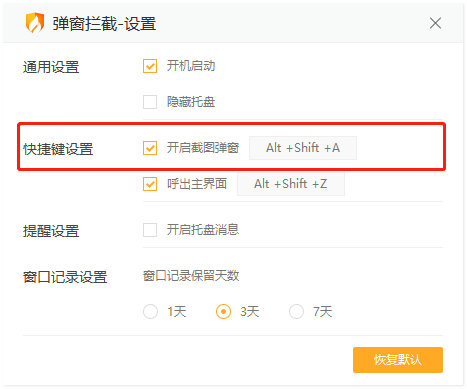 弹窗拦截-设置
通用设置 开机启动
隐藏托盘
快捷键设置 开启截图弹窗 Alt +Shift +A
呼出主界面 Alt +Shift +Z
提醒设置 开启托盘消息
窗口记录设置 窗口记录保留天数
1天 3天 7天
恢复默认